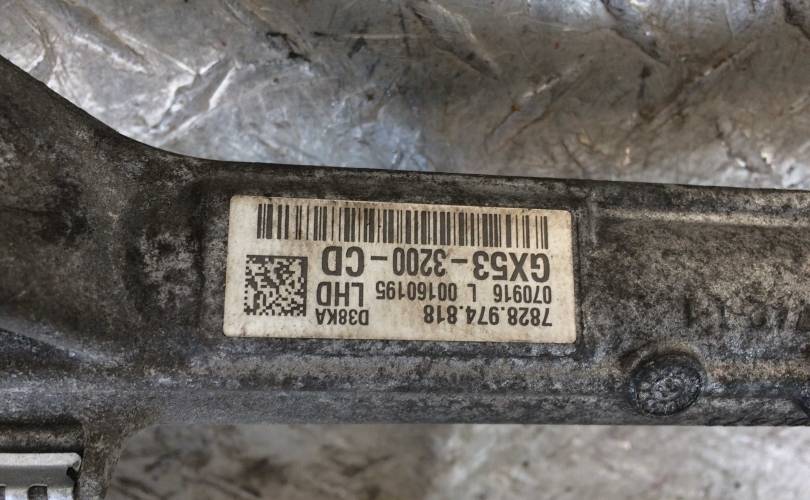 7828.974.818 D38KA
070916 L 00160195 LHD
GX53-3200-CD